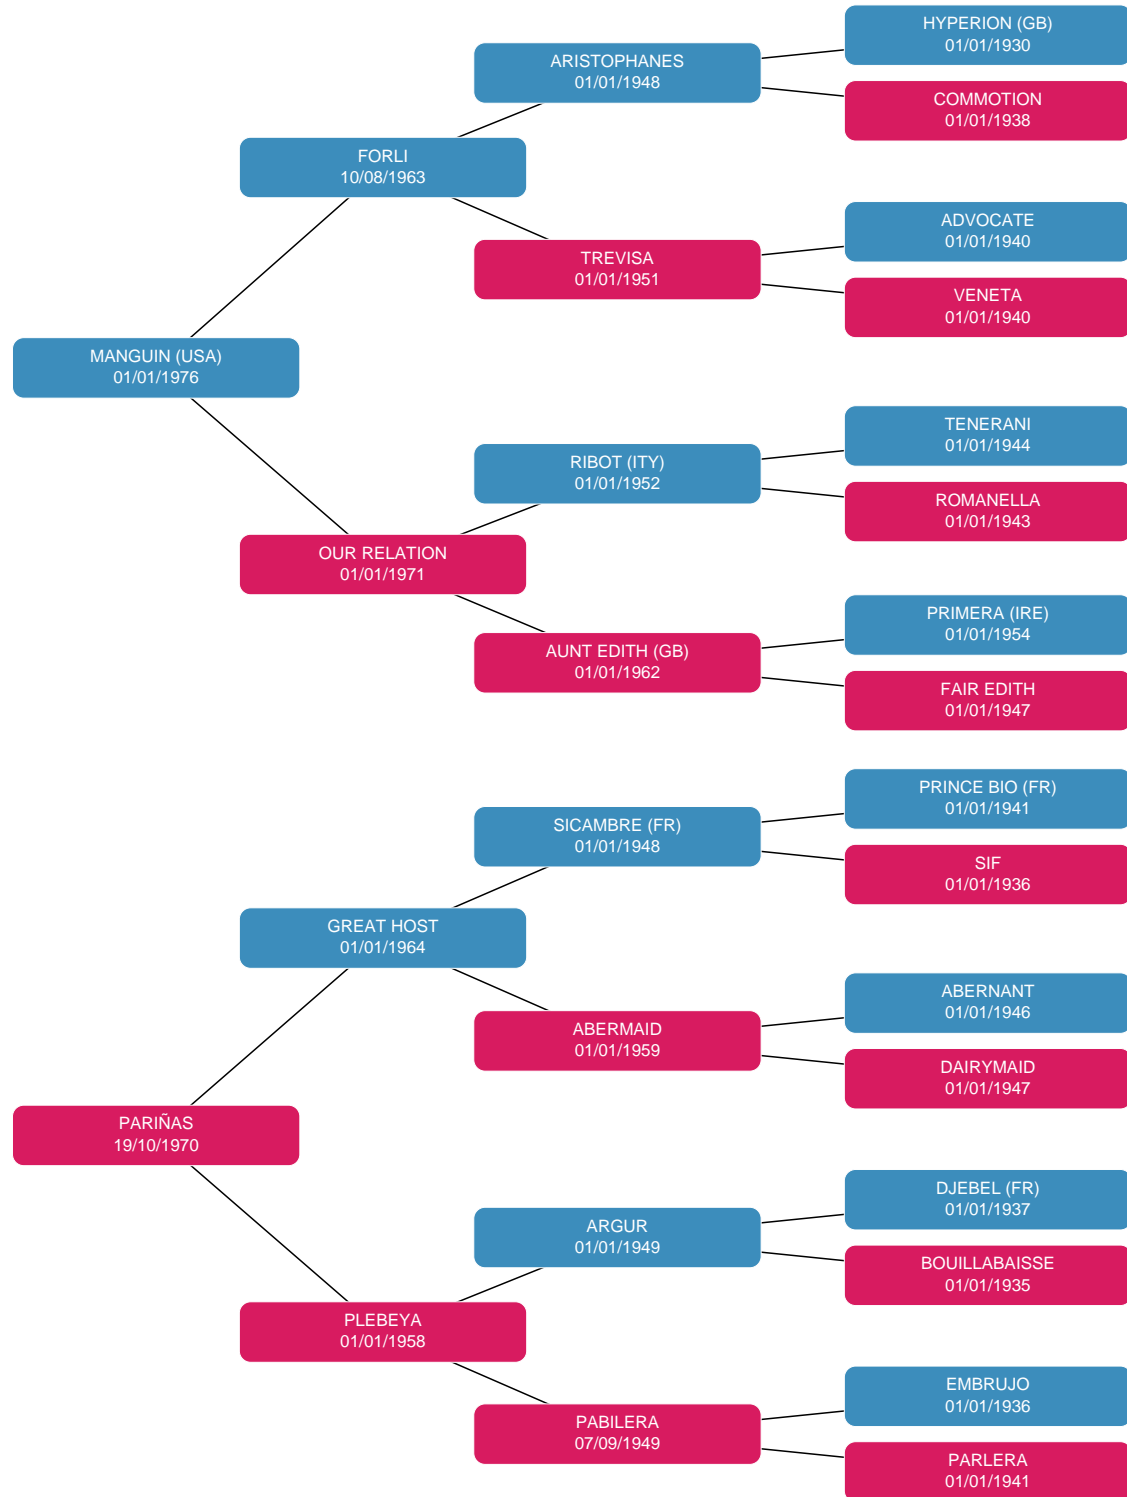 HYPERION (GB)
01/01/1930
ARISTOPHANES
01/01/1948
COMMOTION
01/01/1938
FORLI
10/08/1963
ADVOCATE
01/01/1940
TREVISA
01/01/1951
VENETA
01/01/1940
MANGUIN (USA)
01/01/1976
TENERANI
01/01/1944
RIBOT (ITY)
01/01/1952
ROMANELLA
01/01/1943
OUR RELATION
01/01/1971
PRIMERA (IRE)
01/01/1954
AUNT EDITH (GB)
01/01/1962
FAIR EDITH
01/01/1947
PRINCE BIO (FR)
01/01/1941
SICAMBRE (FR)
01/01/1948
SIF
01/01/1936
GREAT HOST
01/01/1964
ABERNANT
01/01/1946
ABERMAID
01/01/1959
DAIRYMAID
01/01/1947
PARIÑAS
19/10/1970
DJEBEL (FR)
01/01/1937
ARGUR
01/01/1949
BOUILLABAISSE
01/01/1935
PLEBEYA
01/01/1958
EMBRUJO
01/01/1936
PABILERA
07/09/1949
PARLERA
01/01/1941